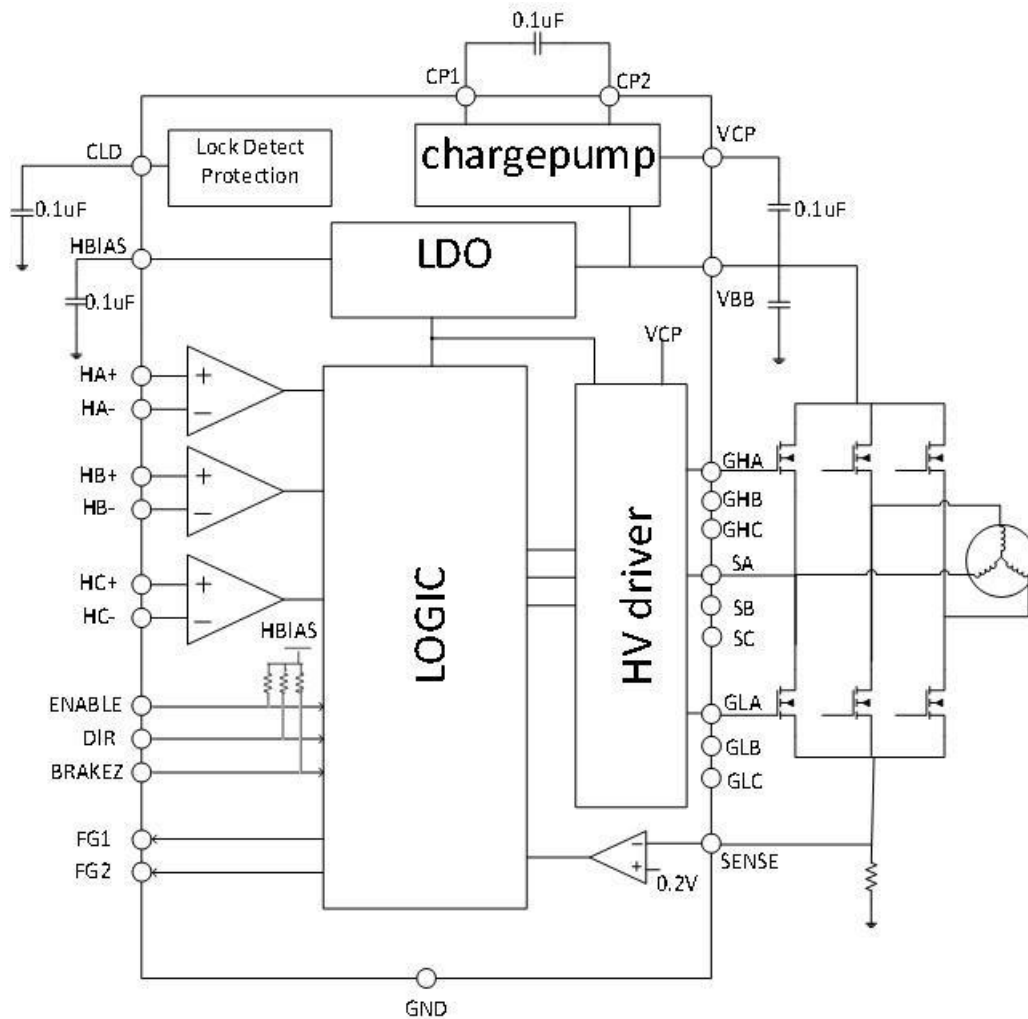 0.1uF
CP1
CP2
CLD
Lock Detect
Protection
chargepump
VCP
0.1uF
0.1uF
HBIAS
LDO
0.1uF
VBB
VCP
HA+
+
HA-
−
HB+
+
HB-
−
HC+
+
HC-
−
HBIAS
LOGIC
HV driver
GHA
GHB
GHC
SA
SB
SC
ENABLE
DIR
BRAKEZ
GLA
GLB
GLC
FG1
FG2
−
+
0.2V
SENSE
GND